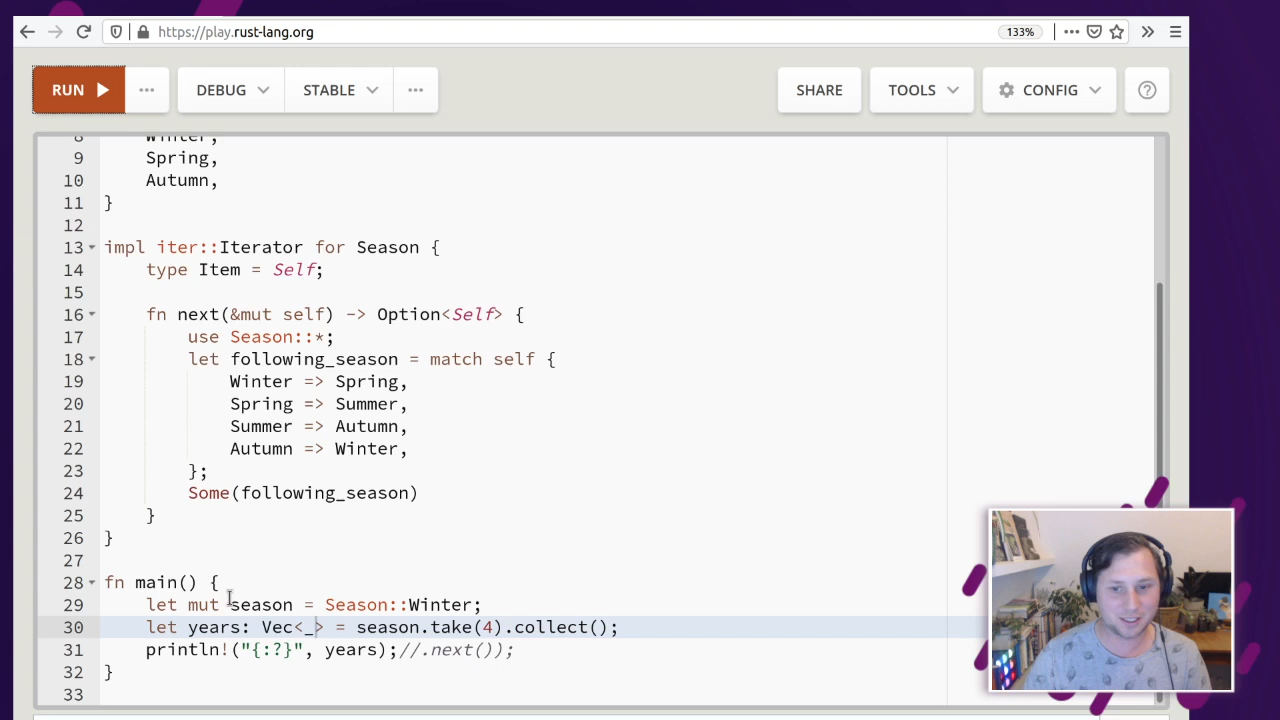 https://play.rust-lang.org 133%
RUN DEBUG STABLE SHARE TOOLS CONFIG
8 Winter,
9 Spring,
10 Autumn,
11 }
12
13 impl iter::Iterator for Season {
14 type Item = Self;
15
16 fn next(&mut self) -> Option<Self> {
17 use Season::*;
18 let following_season = match self {
19 Winter => Spring,
20 Spring => Summer,
21 Summer => Autumn,
22 Autumn => Winter,
23 };
24 Some(following_season)
25 }
26 }
27
28 fn main() {
29 let mut season = Season::Winter;
30 let years: Vec<_> = season.take(4).collect();
31 println!("{:?}", years);//.next());
32 }
33